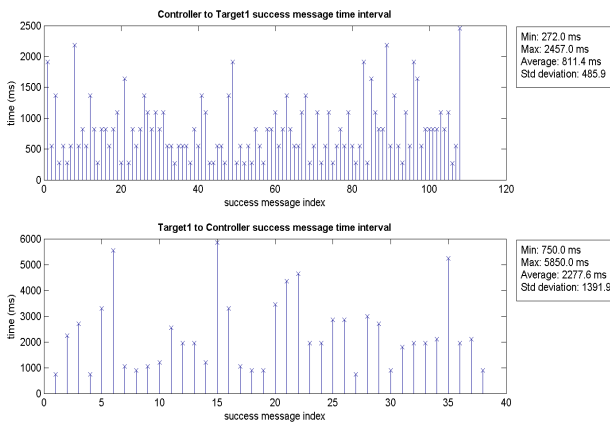 Controller to Target1 success message time interval
2500
2000
1500
1000
500
0
time (ms)
0 20 40 60 80 100 120
success message index
Min: 272.0 ms
Max: 2457.0 ms
Average: 811.4 ms
Std deviation: 485.9
Target1 to Controller success message time interval
6000
5000
4000
3000
2000
1000
0
time (ms)
0 5 10 15 20 25 30 35 40
success message index
Min: 750.0 ms
Max: 5850.0 ms
Average: 2277.6 ms
Std deviation: 1391.9